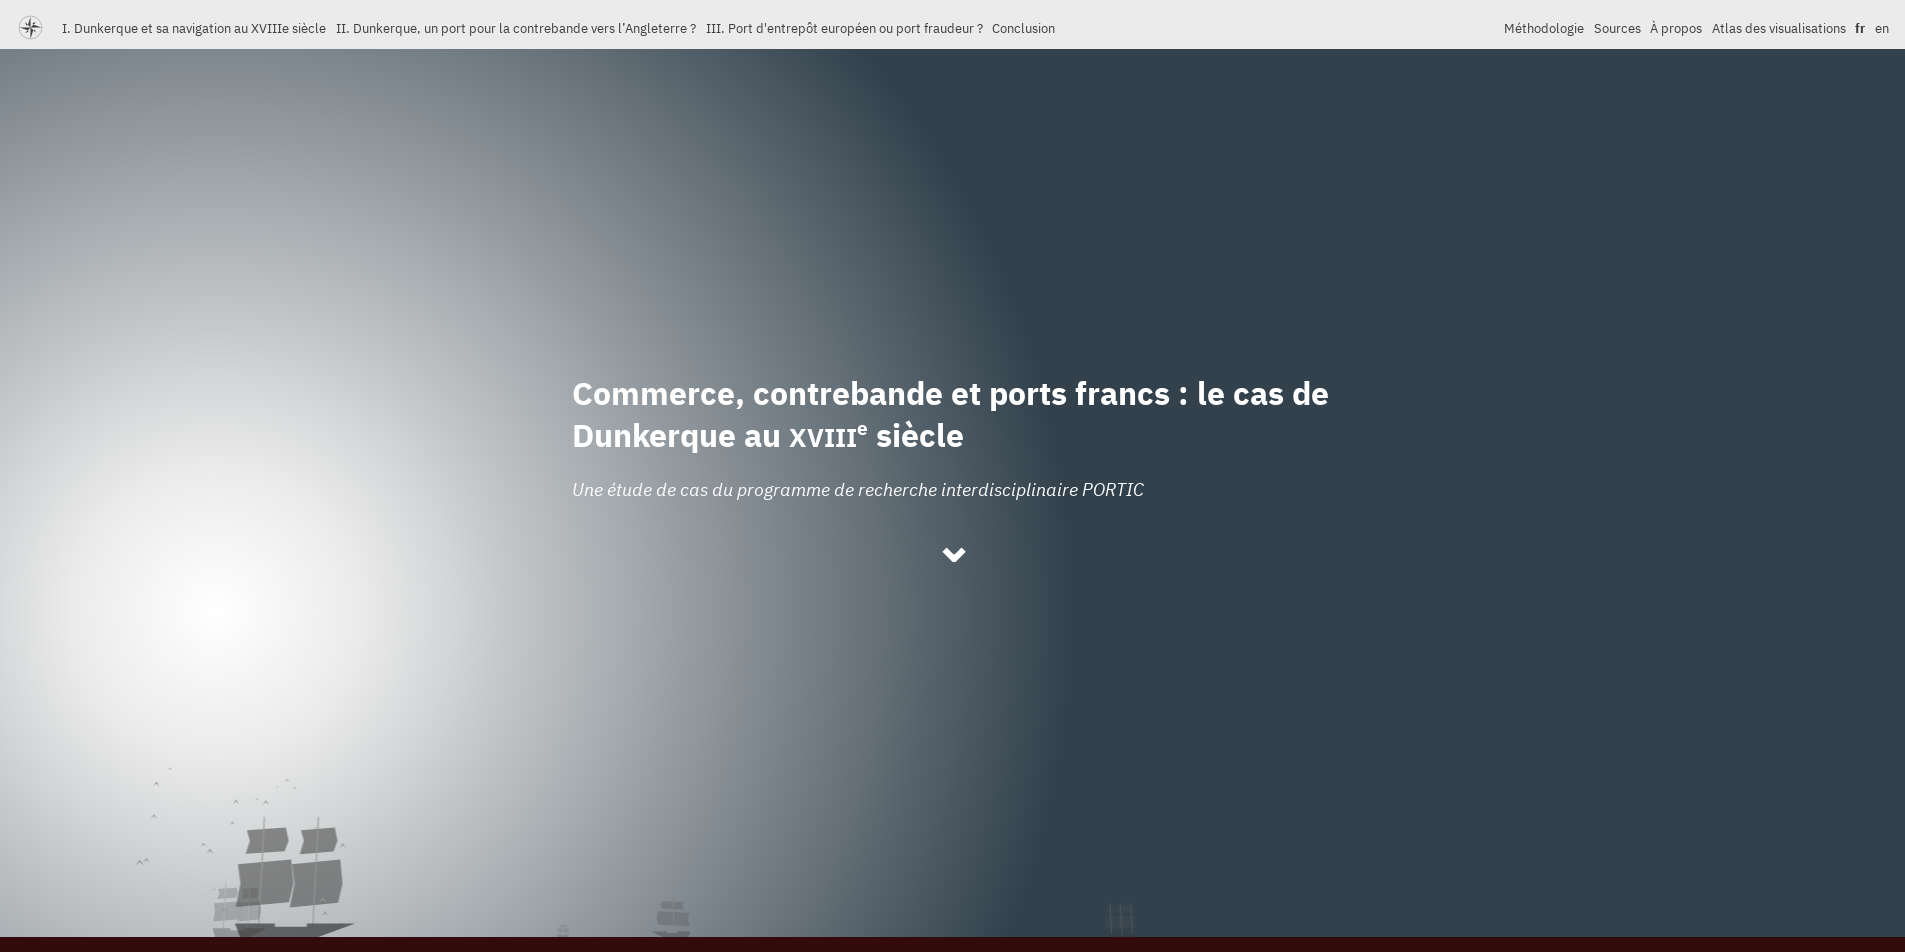 I. Dunkerque et sa navigation au XVIIIe siècle II. Dunkerque, un port pour la contrebande vers l’Angleterre ? III. Port d'entrepôt européen ou port fraudeur ? Conclusion Méthodologie Sources À propos Atlas des visualisations fr en
Commerce, contrebande et ports francs : le cas de
Dunkerque au XVIIIe siècle
Une étude de cas du programme de recherche interdisciplinaire PORTIC